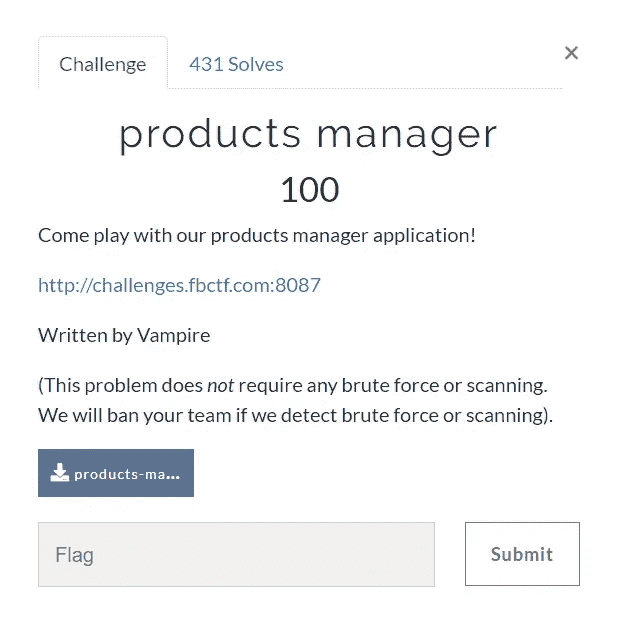 Challenge
431 Solves
×
products manager
100
Come play with our products manager application!
http://challenges.fbctf.com:8087
Written by Vampire
(This problem does not require any brute force or scanning.
We will ban your team if we detect brute force or scanning).
products-ma...
Flag
Submit